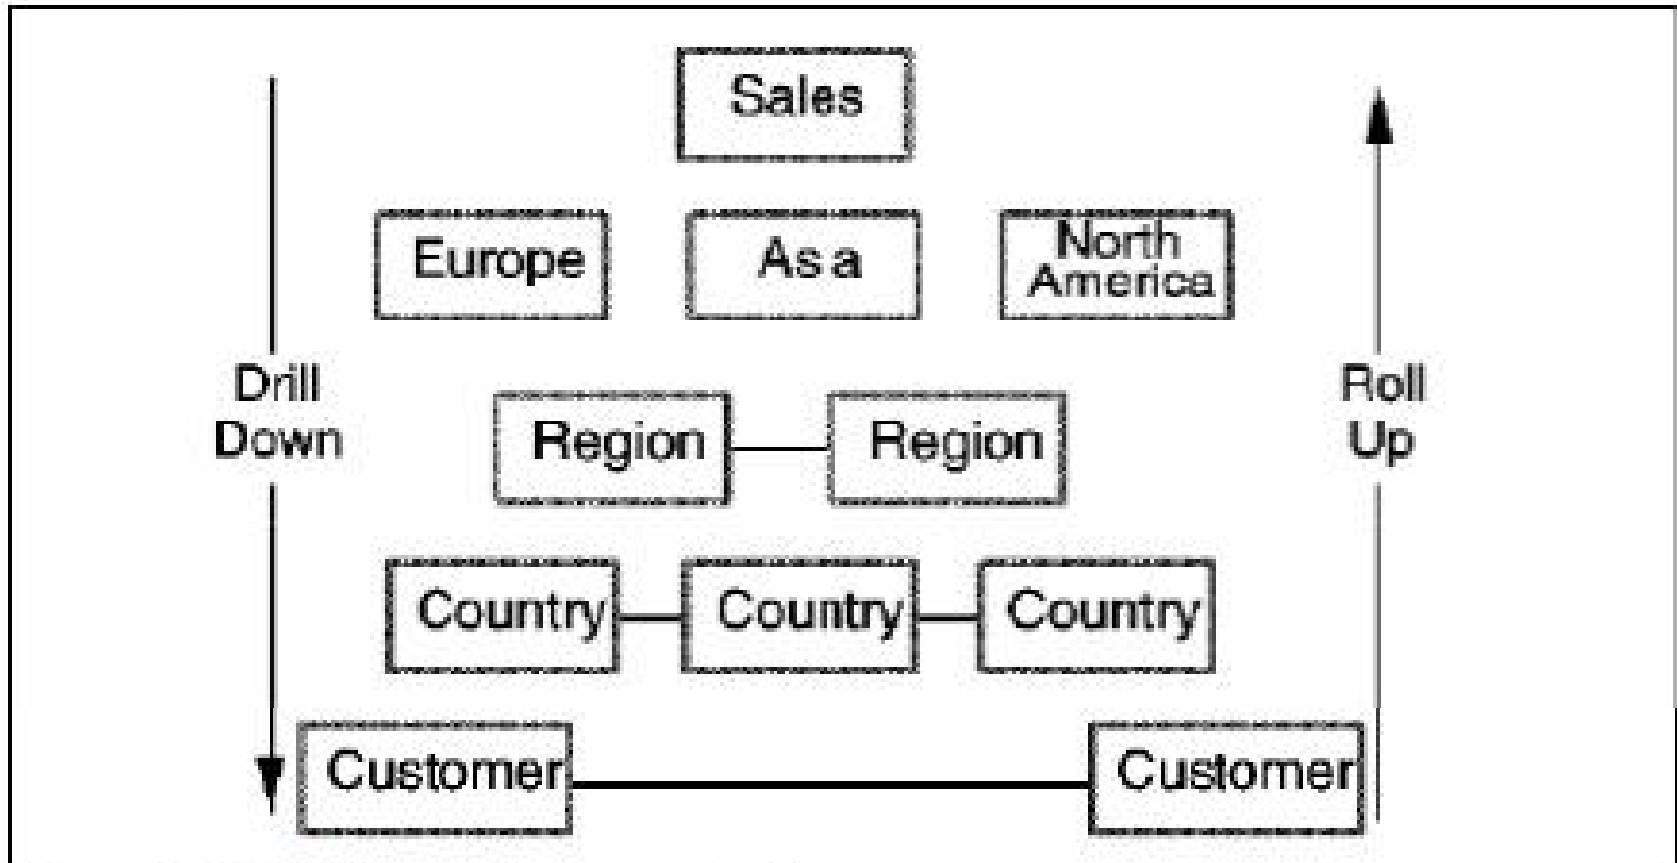 Sales
Europe
As a
North
America
Drill
Down
Roll
Up
Region
Region
Country
Country
Country
Customer
Customer